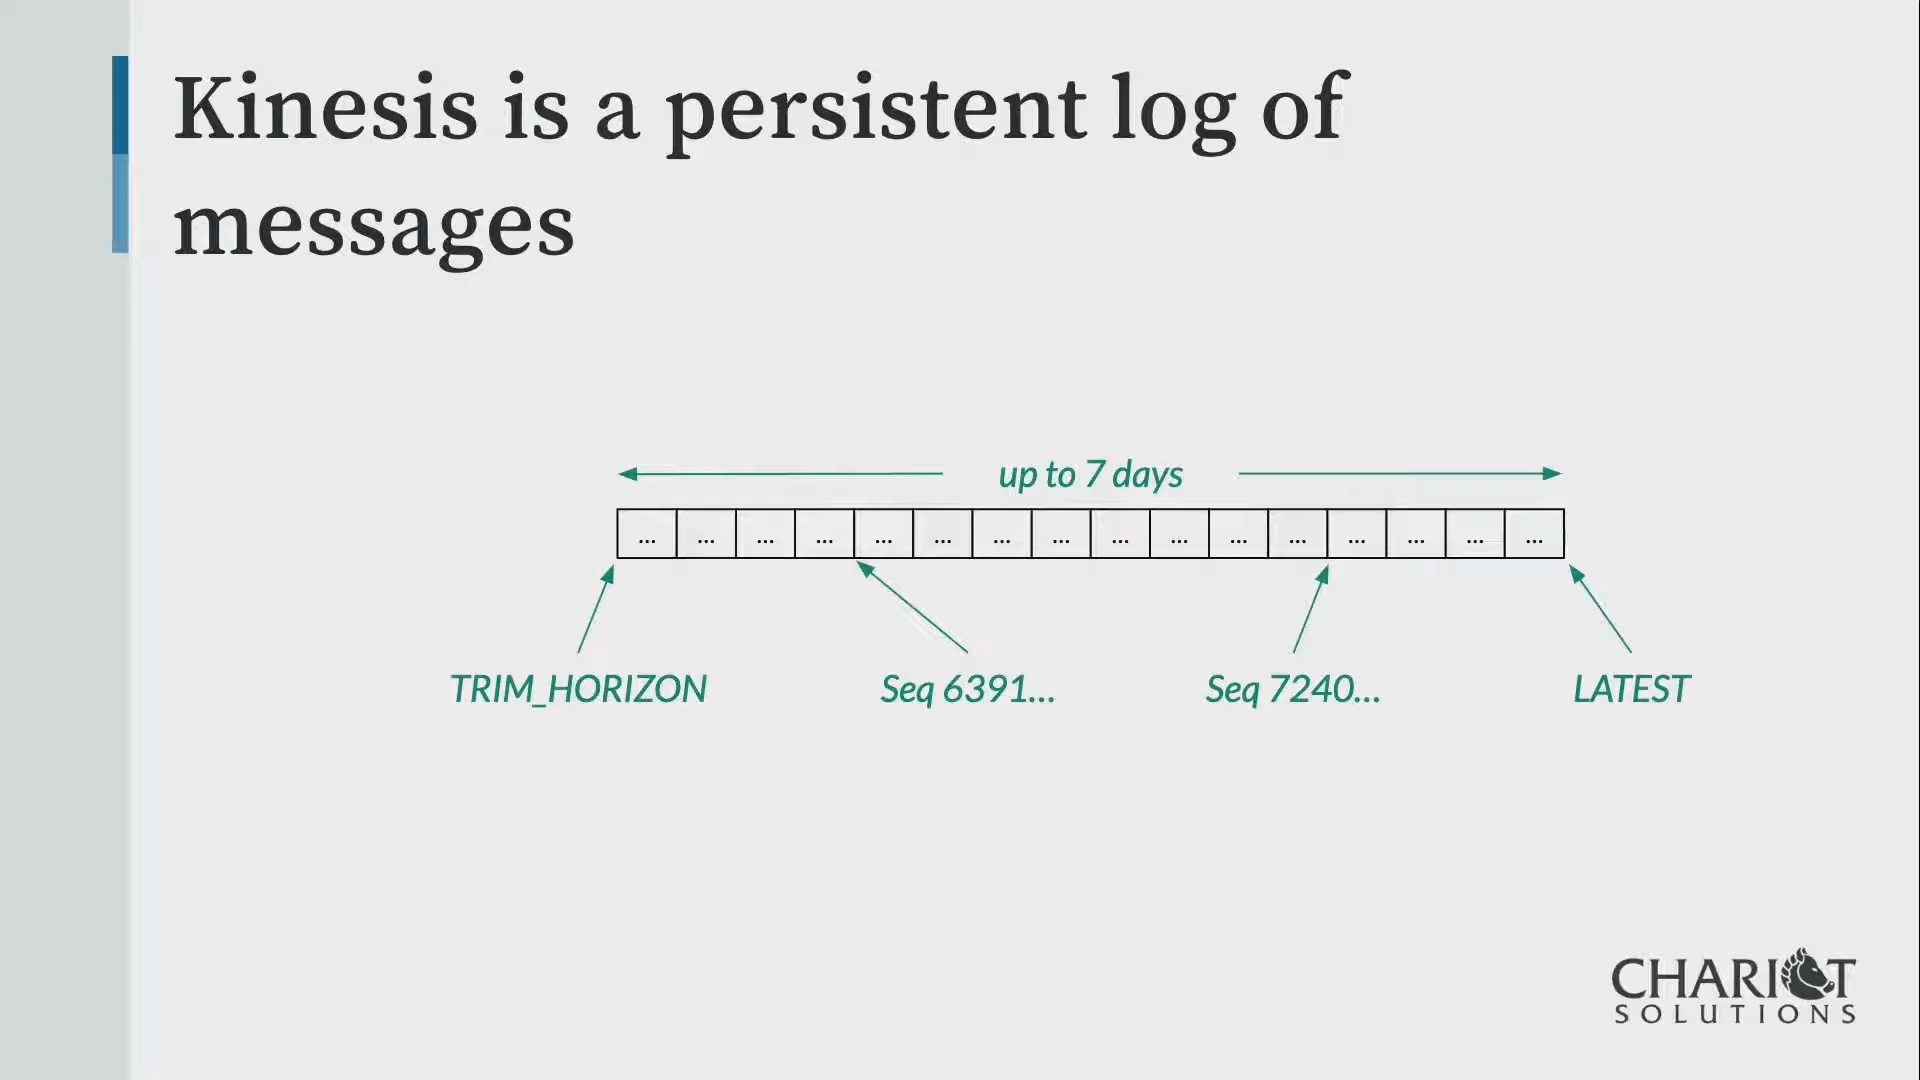 Kinesis is a persistent log of
messages
up to 7 days
... ... ... ... ... ... ... ... ... ... ... ... ... ... ... ...
TRIM_HORIZON Seq 6391... Seq 7240... LATEST
CHARIOT
SOLUTIONS